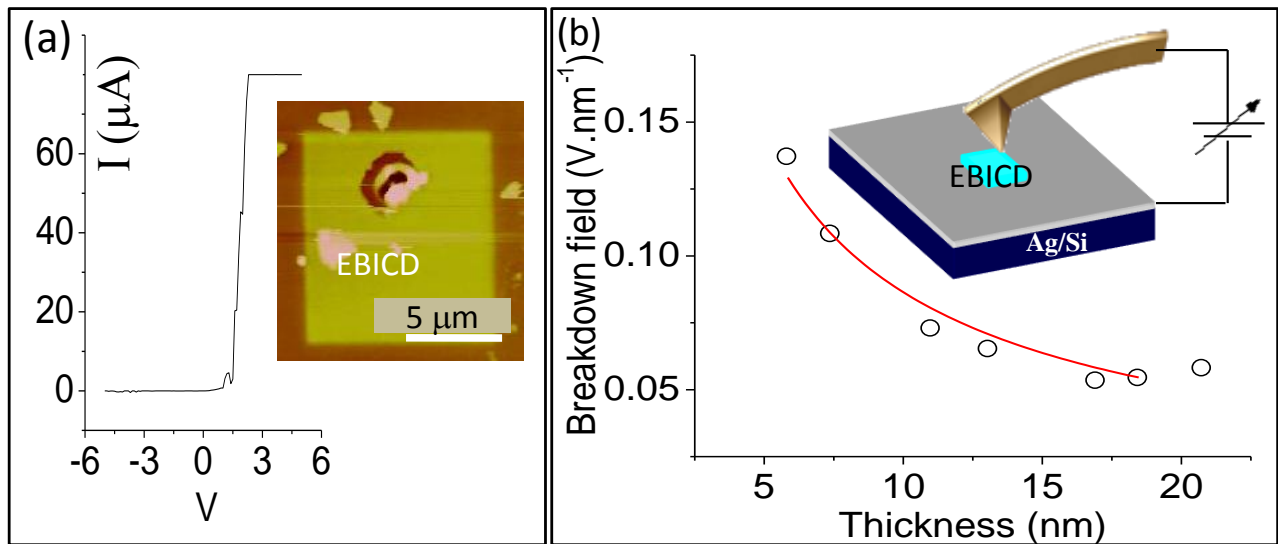 (a)
I (μA)
60
40
20
0
-6 -3 0 3 6
V
EBICD
5 μm
(b)
Breakdown field (V.nm⁻¹)
0.15
0.10
0.05
5 10 15 20
Thickness (nm)
EBICD
Ag/Si